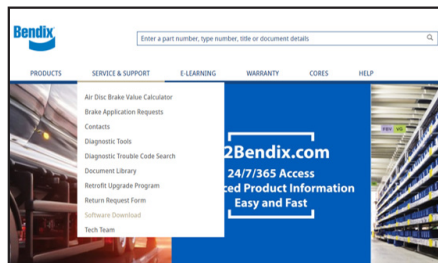 Bendix
Enter a part number, type number, title or document details
PRODUCTS SERVICE & SUPPORT E-LEARNING WARRANTY CORES HELP
Air Disc Brake Value Calculator
Brake Application Requests
Contacts
Diagnostic Tools
Diagnostic Trouble Code Search
Document Library
Retrofit Upgrade Program
Return Request Form
Software Download
Tech Team
2Bendix.com
24/7/365 Access
ced Product Information
Easy and Fast